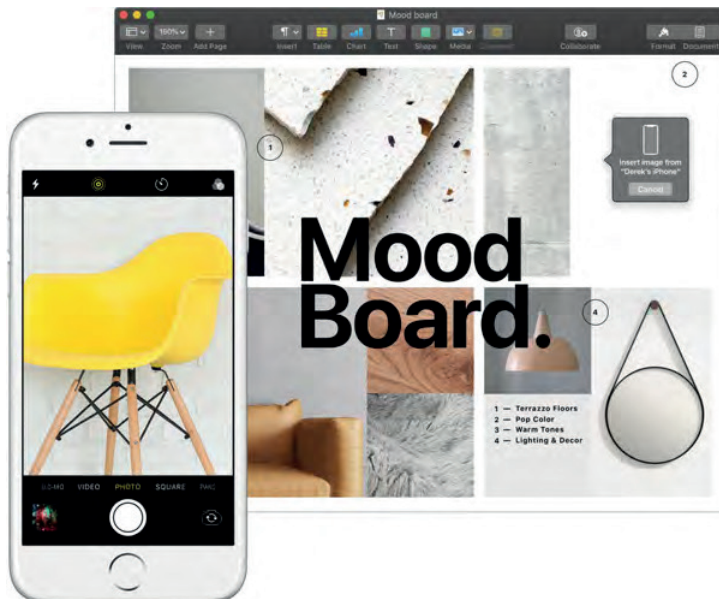 Mood board
View
190%
Zoom
Add Page
Insert
Table
Chart
T
Text
Shape
Media
Comment
Collaborate
Format
Document
2
1
Insert image from
"Derek's iPhone"
Cancel
Mood
Board.
4
1 — Terrazzo Floors
2 — Pop Color
3 — Warm Tones
4 — Lighting & Decor
VIDEO
PHOTO
SQUARE